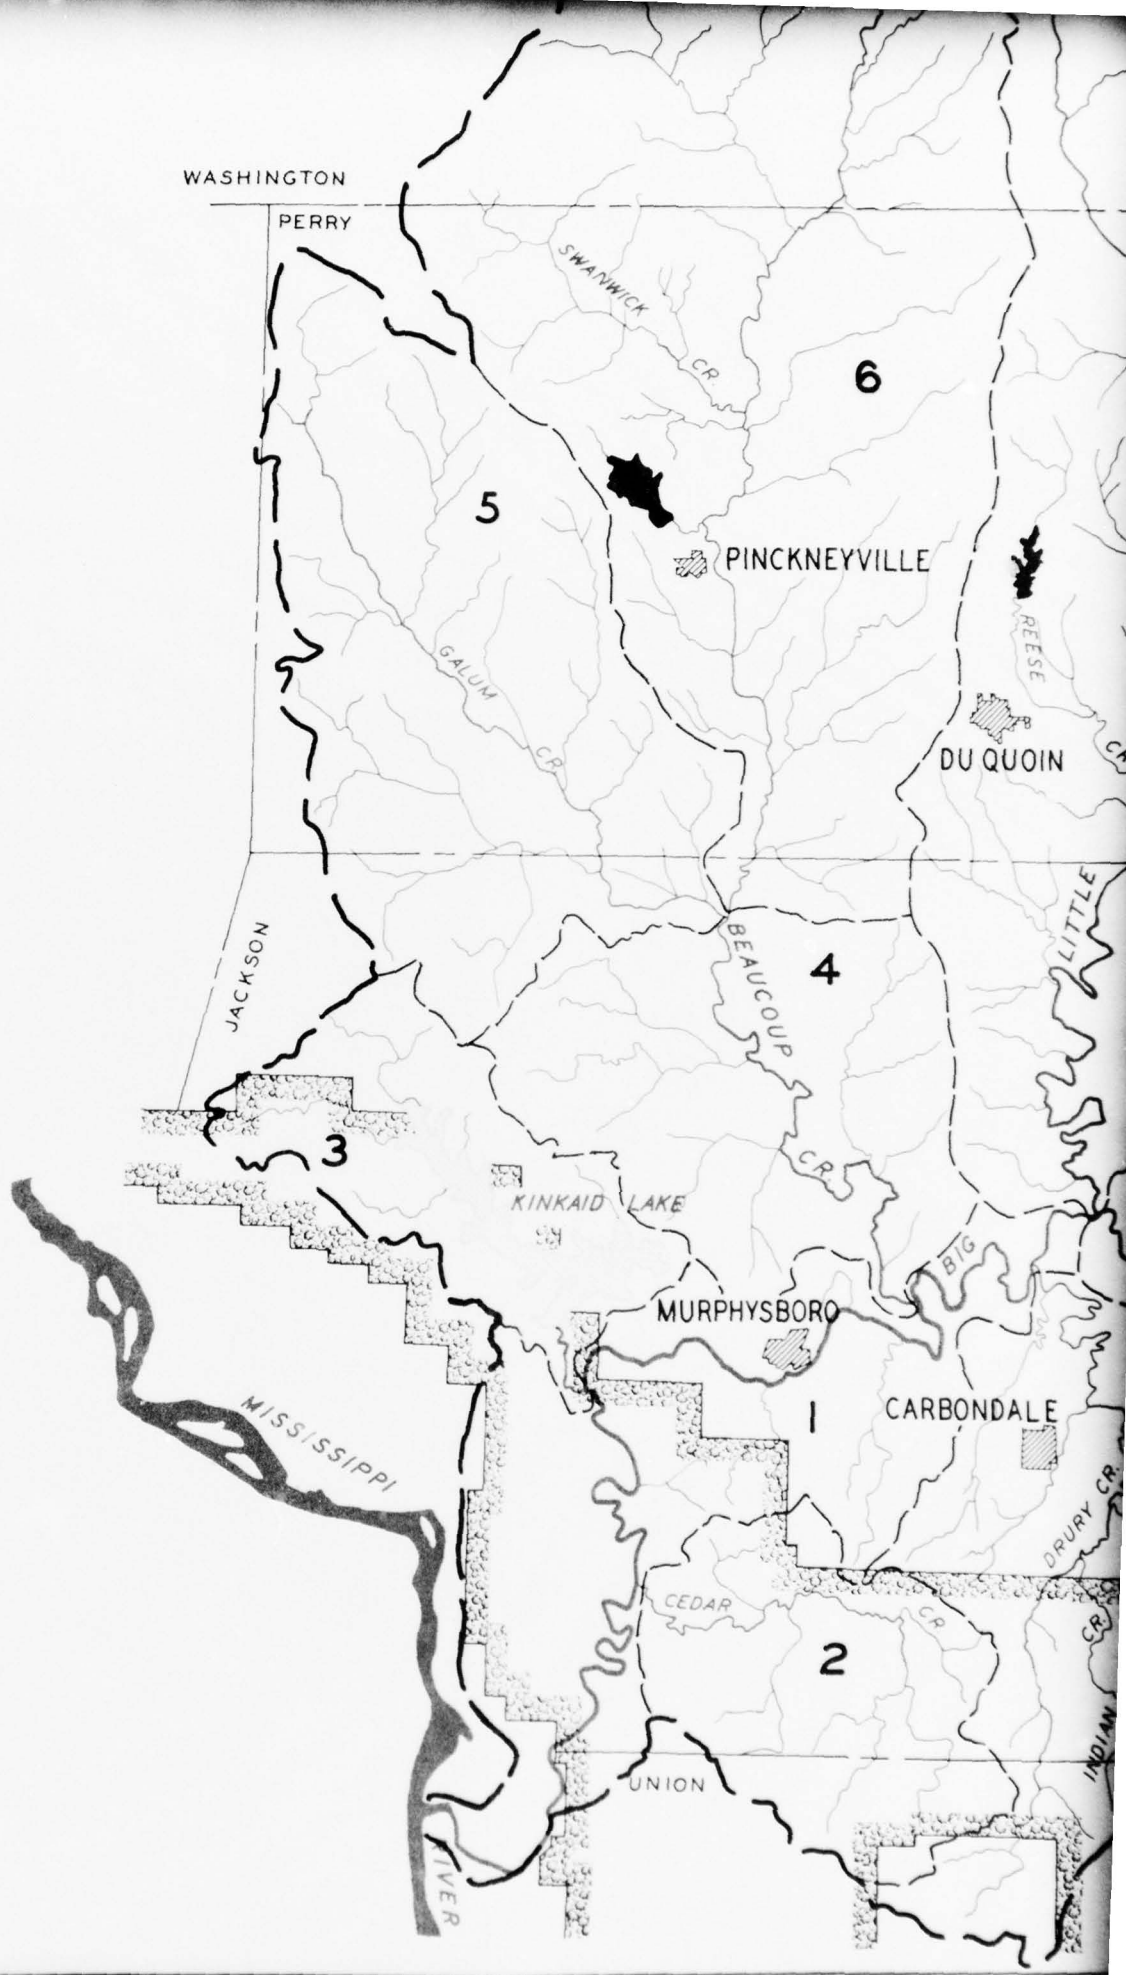 WASHINGTON
PERRY
SWANWICK CR.
6
5
PINCKNEYVILLE
REESE CR
GALUM CR.
DU QUOIN
LITTLE
JACKSON
BEAUCOUP CR.
4
3
KINKAID LAKE
BIG
MURPHYSBORO
MISSISSIPPI RIVER
1
CARBONDALE
DRURY CR.
CEDAR CR
INDIAN CR.
2
UNION